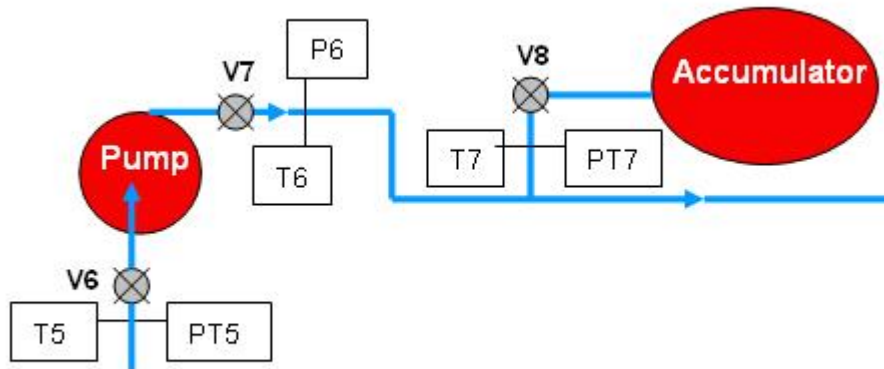 P6
V7
V8
Accumulator
Pump
T6
T7
PT7
V6
T5
PT5